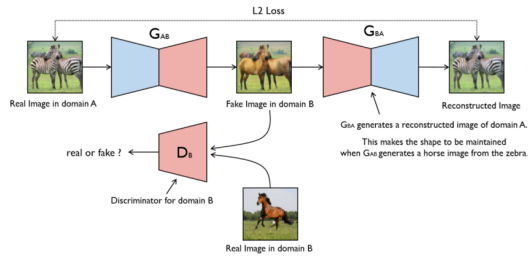 L2 Loss
GAB
GBA
Real Image in domain A
Fake Image in domain B
Reconstructed Image
GBA generates a reconstructed image of domain A.
This makes the shape to be maintained
when GAB generates a horse image from the zebra.
real or fake ?
DB
Discriminator for domain B
Real Image in domain B